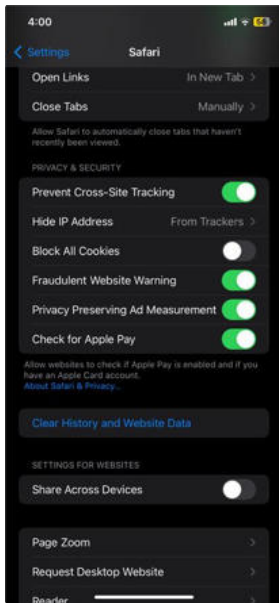 4:00
58
Settings
Safari
Open Links
In New Tab
Close Tabs
Manually
Allow Safari to automatically close tabs that haven't
recently been viewed.
PRIVACY & SECURITY
Prevent Cross-Site Tracking
Hide IP Address
From Trackers
Block All Cookies
Fraudulent Website Warning
Privacy Preserving Ad Measurement
Check for Apple Pay
Allow websites to check if Apple Pay is enabled and if you
have an Apple Card account.
About Safari & Privacy...
Clear History and Website Data
SETTINGS FOR WEBSITES
Share Across Devices
Page Zoom
Request Desktop Website
Reader